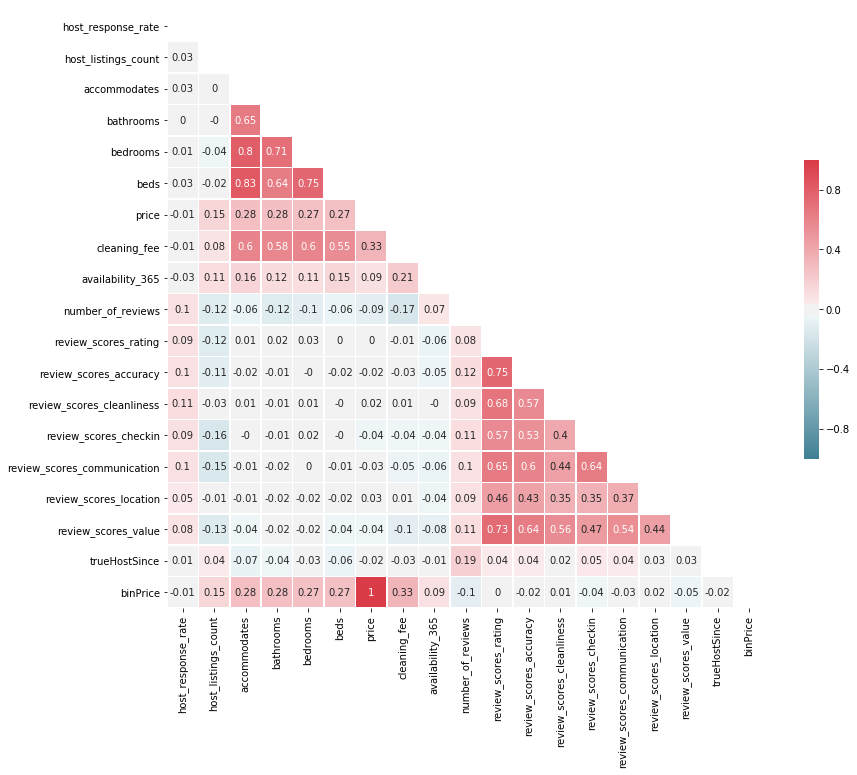 host_response_rate
host_listings_count 0.03
accommodates 0.03 0
bathrooms 0 -0 0.65
bedrooms 0.01 -0.04 0.8 0.71
beds 0.03 -0.02 0.83 0.64 0.75
price -0.01 0.15 0.28 0.28 0.27 0.27
cleaning_fee -0.01 0.08 0.6 0.58 0.6 0.55 0.33
availability_365 -0.03 0.11 0.16 0.12 0.11 0.15 0.09 0.21
number_of_reviews 0.1 -0.12 -0.06 -0.12 -0.1 -0.06 -0.09 -0.17 0.07
review_scores_rating 0.09 -0.12 0.01 0.02 0.03 0 0 -0.01 -0.06 0.08
review_scores_accuracy 0.1 -0.11 -0.02 -0.01 -0 -0.02 -0.02 -0.03 -0.05 0.12 0.75
review_scores_cleanliness 0.11 -0.03 0.01 -0.01 0.01 -0 0.02 0.01 -0 0.09 0.68 0.57
review_scores_checkin 0.09 -0.16 -0 -0.01 0.02 -0 -0.04 -0.04 -0.04 0.11 0.57 0.53 0.4
review_scores_communication 0.1 -0.15 -0.01 -0.02 0 -0.01 -0.03 -0.05 -0.06 0.1 0.65 0.6 0.44 0.64
review_scores_location 0.05 -0.01 -0.01 -0.02 -0.02 -0.02 0.03 0.01 -0.04 0.09 0.46 0.43 0.35 0.35 0.37
review_scores_value 0.08 -0.13 -0.04 -0.02 -0.02 -0.04 -0.04 -0.1 -0.08 0.11 0.73 0.64 0.56 0.47 0.54 0.44
trueHostSince 0.01 0.04 -0.07 -0.04 -0.03 -0.06 -0.02 -0.03 -0.01 0.19 0.04 0.04 0.02 0.05 0.04 0.03 0.03
binPrice -0.01 0.15 0.28 0.28 0.27 0.27 1 0.33 0.09 -0.1 0 -0.02 0.01 -0.04 -0.03 0.02 -0.05 -0.02
host_response_rate
host_listings_count
accommodates
bathrooms
bedrooms
beds
price
cleaning_fee
availability_365
number_of_reviews
review_scores_rating
review_scores_accuracy
review_scores_cleanliness
review_scores_checkin
review_scores_communication
review_scores_location
review_scores_value
trueHostSince
binPrice
0.8
0.4
0.0
-0.4
-0.8